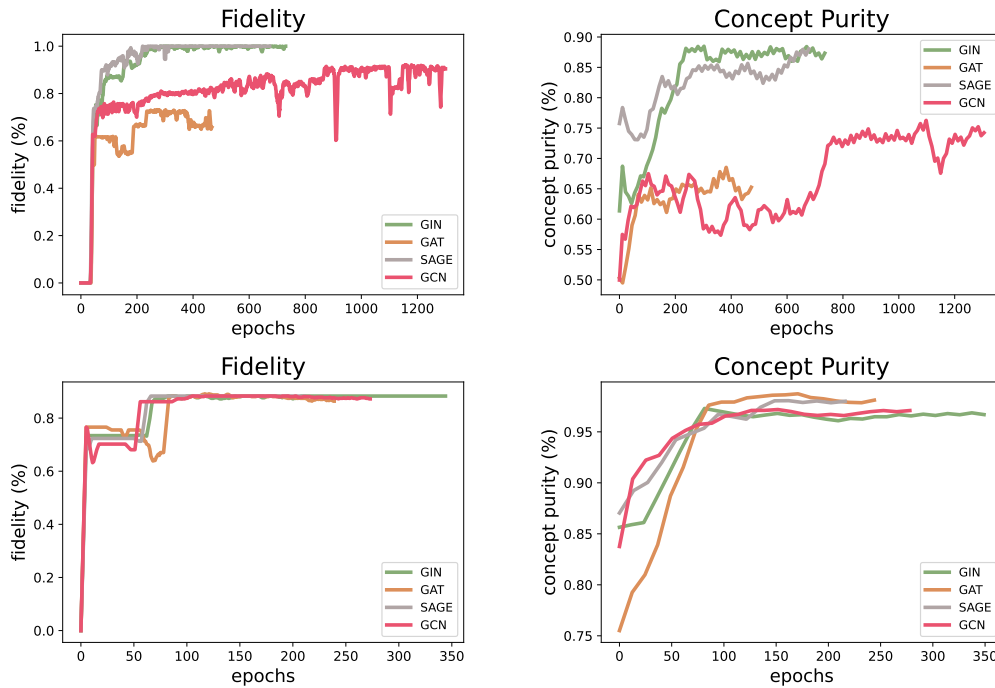 Fidelity
fidelity (%)
1.0
0.8
0.6
0.4
0.2
0.0
GIN
GAT
SAGE
GCN
0 200 400 600 800 1000 1200
epochs
Concept Purity
concept purity (%)
0.90
0.85
0.80
0.75
0.70
0.65
0.60
0.55
0.50
GIN
GAT
SAGE
GCN
0 200 400 600 800 1000 1200
epochs
Fidelity
fidelity (%)
0.8
0.6
0.4
0.2
0.0
GIN
GAT
SAGE
GCN
0 50 100 150 200 250 300 350
epochs
Concept Purity
concept purity (%)
0.95
0.90
0.85
0.80
0.75
GIN
GAT
SAGE
GCN
0 50 100 150 200 250 300 350
epochs